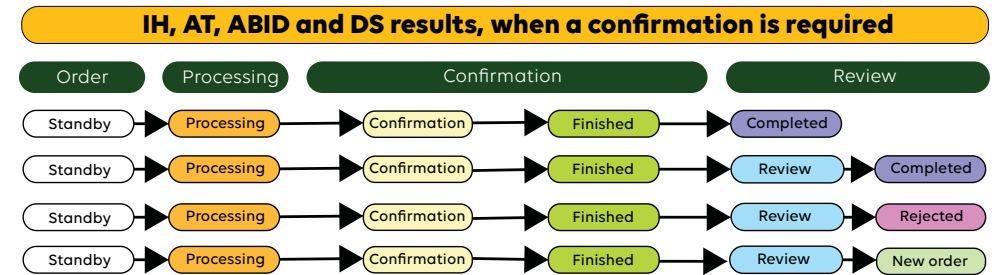 IH, AT, ABID and DS results, when a confirmation is required
Order Processing Confirmation Review
Standby Processing Confirmation Finished Completed
Standby Processing Confirmation Finished Review Completed
Standby Processing Confirmation Finished Review Rejected
Standby Processing Confirmation Finished Review New order